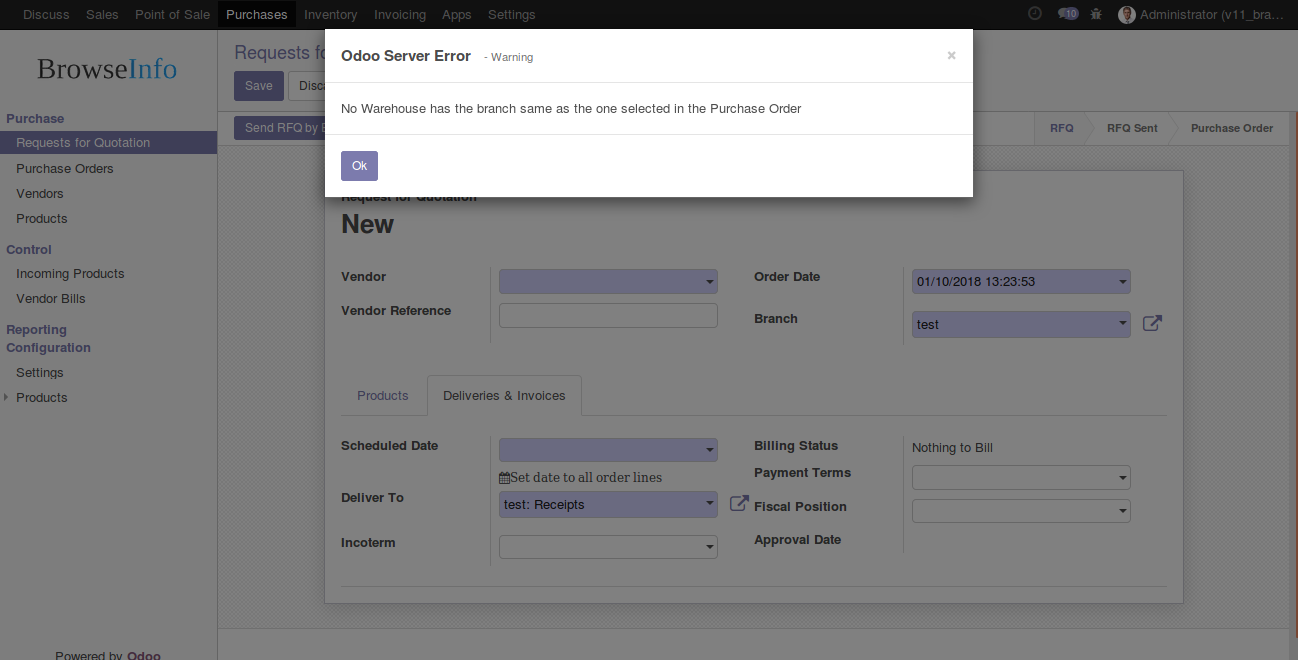 Discuss Sales Point of Sale Purchases Inventory Invoicing Apps Settings 10 Administrator (v11_bra...
BrowseInfo
Purchase
Requests for Quotation
Purchase Orders
Vendors
Products
Control
Incoming Products
Vendor Bills
Reporting
Configuration
Settings
Products
Powered by Odoo
Requests fo
Save Disca
Send RFQ by E
RFQ RFQ Sent Purchase Order
Odoo Server Error - Warning ×
No Warehouse has the branch same as the one selected in the Purchase Order
Ok
Request for Quotation
New
Vendor
Order Date 01/10/2018 13:23:53
Vendor Reference
Branch test
Products Deliveries & Invoices
Scheduled Date
Billing Status Nothing to Bill
Set date to all order lines
Payment Terms
Deliver To test: Receipts
Fiscal Position
Incoterm
Approval Date